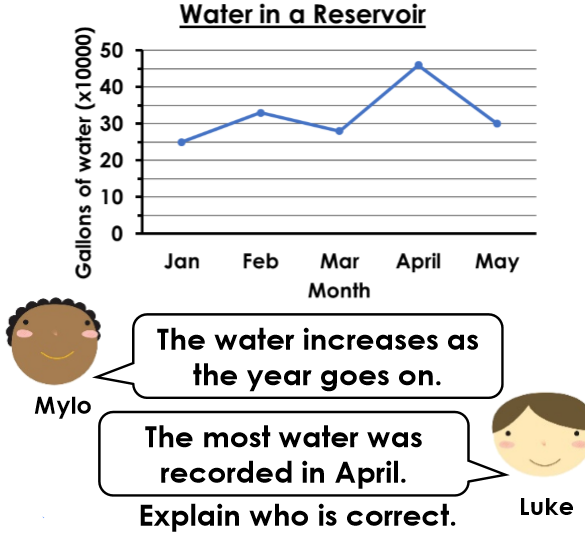 Water in a Reservoir
Gallons of water (x10000)
50
40
30
20
10
0
Jan Feb Mar April May
Month
The water increases as
the year goes on.
Mylo
The most water was
recorded in April.
Luke
Explain who is correct.